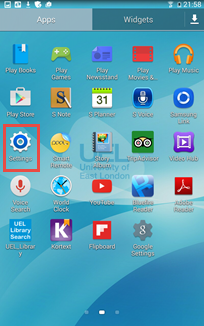 21:58
Apps Widgets
Play Books Play Games Play Newsstand Play Movies &... Play Music
Play Store S Note 31 S Planner S Voice Samsung Link
Settings Smart Remote Story Album TripAdvisor Video Hub
UEL
University of
East London
Voice Search World Clock YouTube Blurb Reader Adobe Reader
UEL Library Search
UEL_Library Kortext Flipboard Google Settings